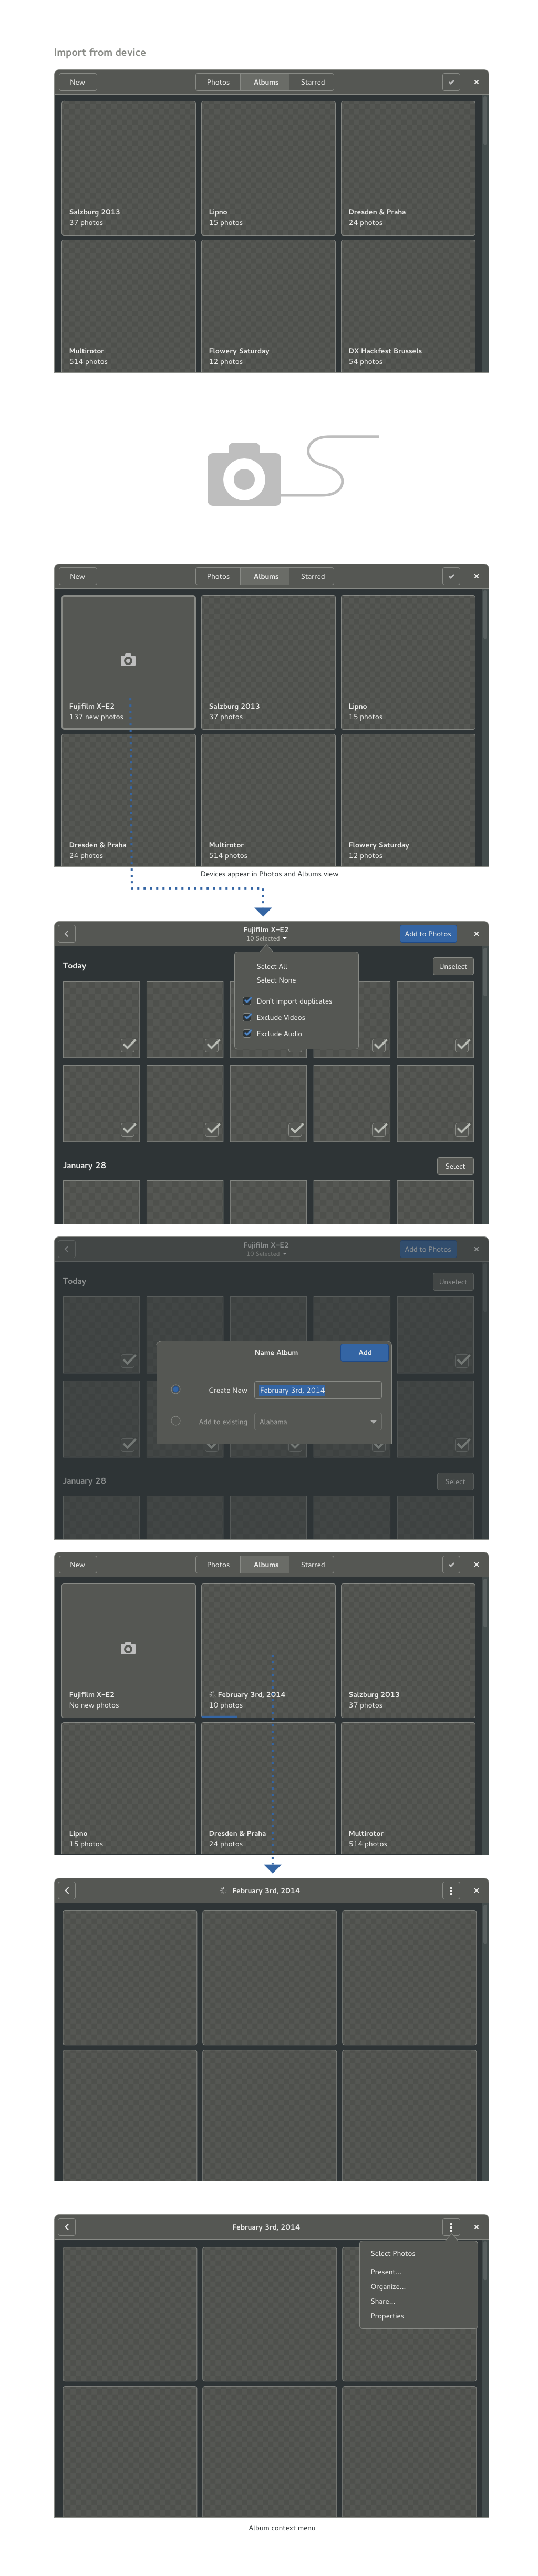 Import from device
New
Photos
Albums
Starred
Salzburg 2013
37 photos
Lipno
15 photos
Dresden & Praha
24 photos
Multirotor
514 photos
Flowery Saturday
12 photos
DX Hackfest Brussels
54 photos
New
Photos
Albums
Starred
Fujifilm X-E2
137 new photos
Salzburg 2013
37 photos
Lipno
15 photos
Dresden & Praha
24 photos
Multirotor
514 photos
Flowery Saturday
12 photos
Devices appear in Photos and Albums view
Fujifilm X-E2
10 Selected
Add to Photos
Today
Unselect
Select All
Select None
Don't import duplicates
Exclude Videos
Exclude Audio
January 28
Select
Fujifilm X-E2
10 Selected
Add to Photos
Today
Unselect
Name Album
Add
Create New
February 3rd, 2014
Add to existing
Alabama
January 28
Select
New
Photos
Albums
Starred
Fujifilm X-E2
No new photos
February 3rd, 2014
10 photos
Salzburg 2013
37 photos
Lipno
15 photos
Dresden & Praha
24 photos
Multirotor
514 photos
February 3rd, 2014
February 3rd, 2014
Select Photos
Present...
Organize...
Share...
Properties
Album context menu